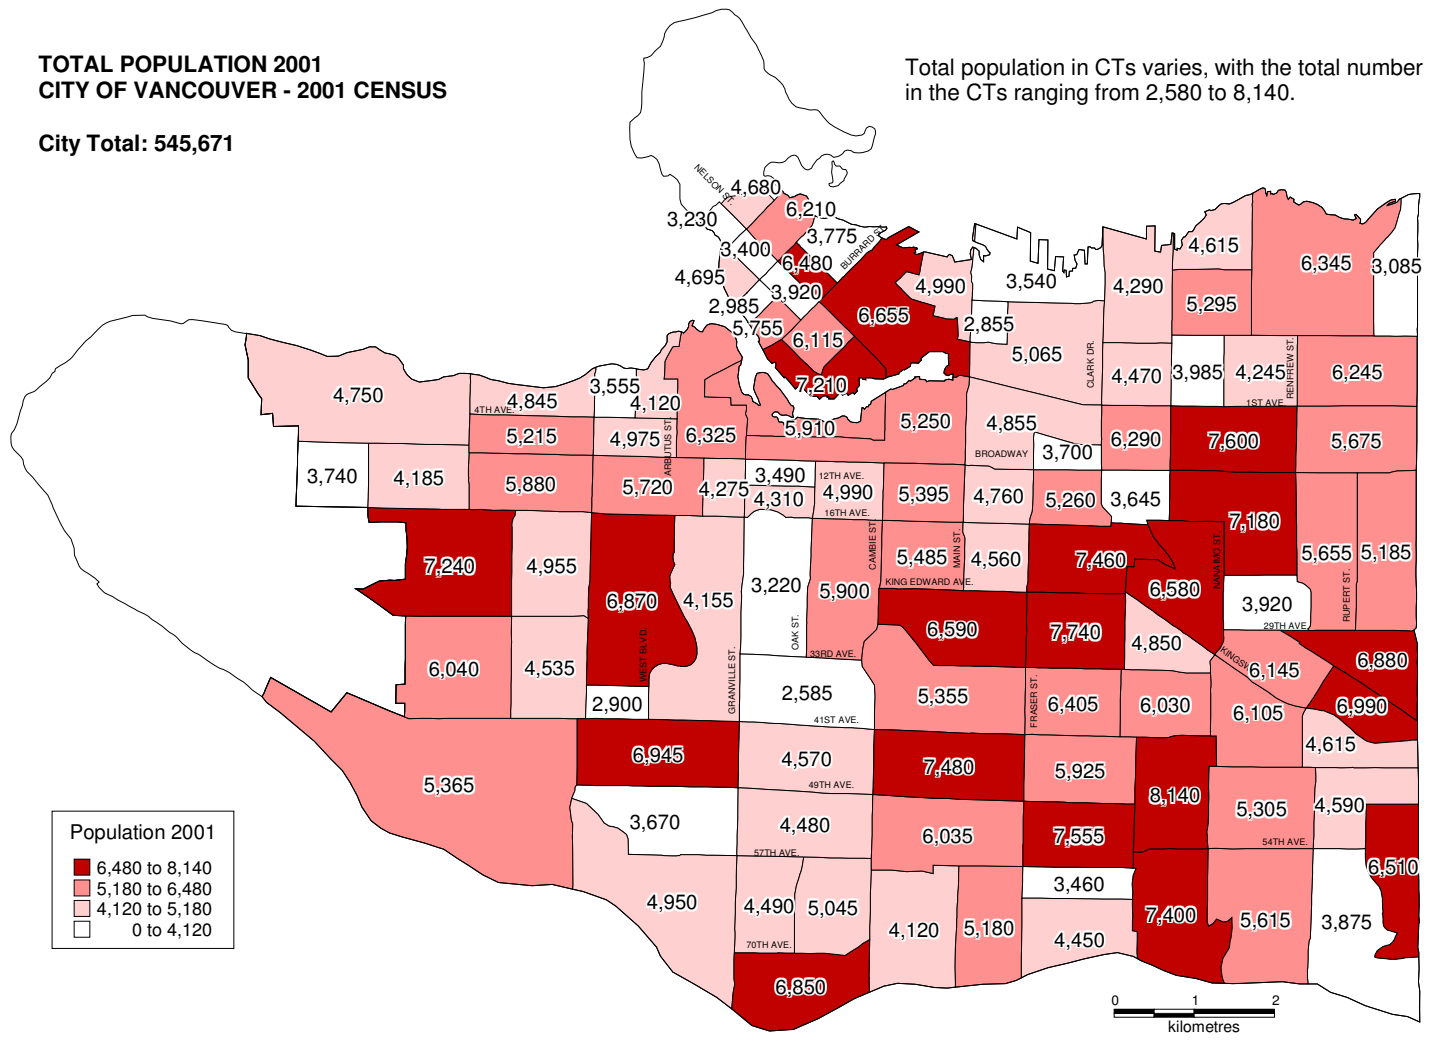 TOTAL POPULATION 2001
CITY OF VANCOUVER - 2001 CENSUS
City Total: 545,671
Total population in CTs varies, with the total number
in the CTs ranging from 2,580 to 8,140.
NELSON ST.
4,680
3,230
6,210
3,775
BURRARD ST.
3,400
6,480
4,695
3,920
2,985
5,755
6,115
6,655
4,990
7,210
3,540
2,855
5,065
CLARK DR.
4,290
4,615
5,295
6,345
3,085
4,470
3,985
4,245
RENFREW ST.
6,245
1ST AVE.
4,750
4,845
4TH AVE.
3,555
4,120
5,215
4,975
ARBUTUS ST.
6,325
5,910
5,250
4,855
BROADWAY
3,700
6,290
7,600
5,675
3,740
4,185
5,880
5,720
4,275
3,490
4,310
12TH AVE.
4,990
16TH AVE.
5,395
4,760
5,260
3,645
7,180
7,240
4,955
6,870
WEST BLVD.
4,155
3,220
OAK ST.
5,900
CAMBIE ST.
5,485
MAIN ST.
4,560
KING EDWARD AVE.
7,460
6,580
NANAIMO ST.
5,655
5,185
RUPERT ST.
3,920
29TH AVE.
6,590
7,740
4,850
KINGSW
6,145
6,880
6,040
4,535
2,900
GRANVILLE ST.
33RD AVE.
2,585
41ST AVE.
5,355
FRASER ST.
6,405
6,030
6,105
6,990
4,615
5,365
6,945
4,570
49TH AVE.
7,480
5,925
8,140
5,305
54TH AVE.
4,590
3,670
4,480
57TH AVE.
6,035
7,555
6,510
4,950
4,490
5,045
70TH AVE.
4,120
5,180
3,460
4,450
7,400
5,615
3,875
6,850
Population 2001
6,480 to 8,140
5,180 to 6,480
4,120 to 5,180
0 to 4,120
0 1 2
kilometres